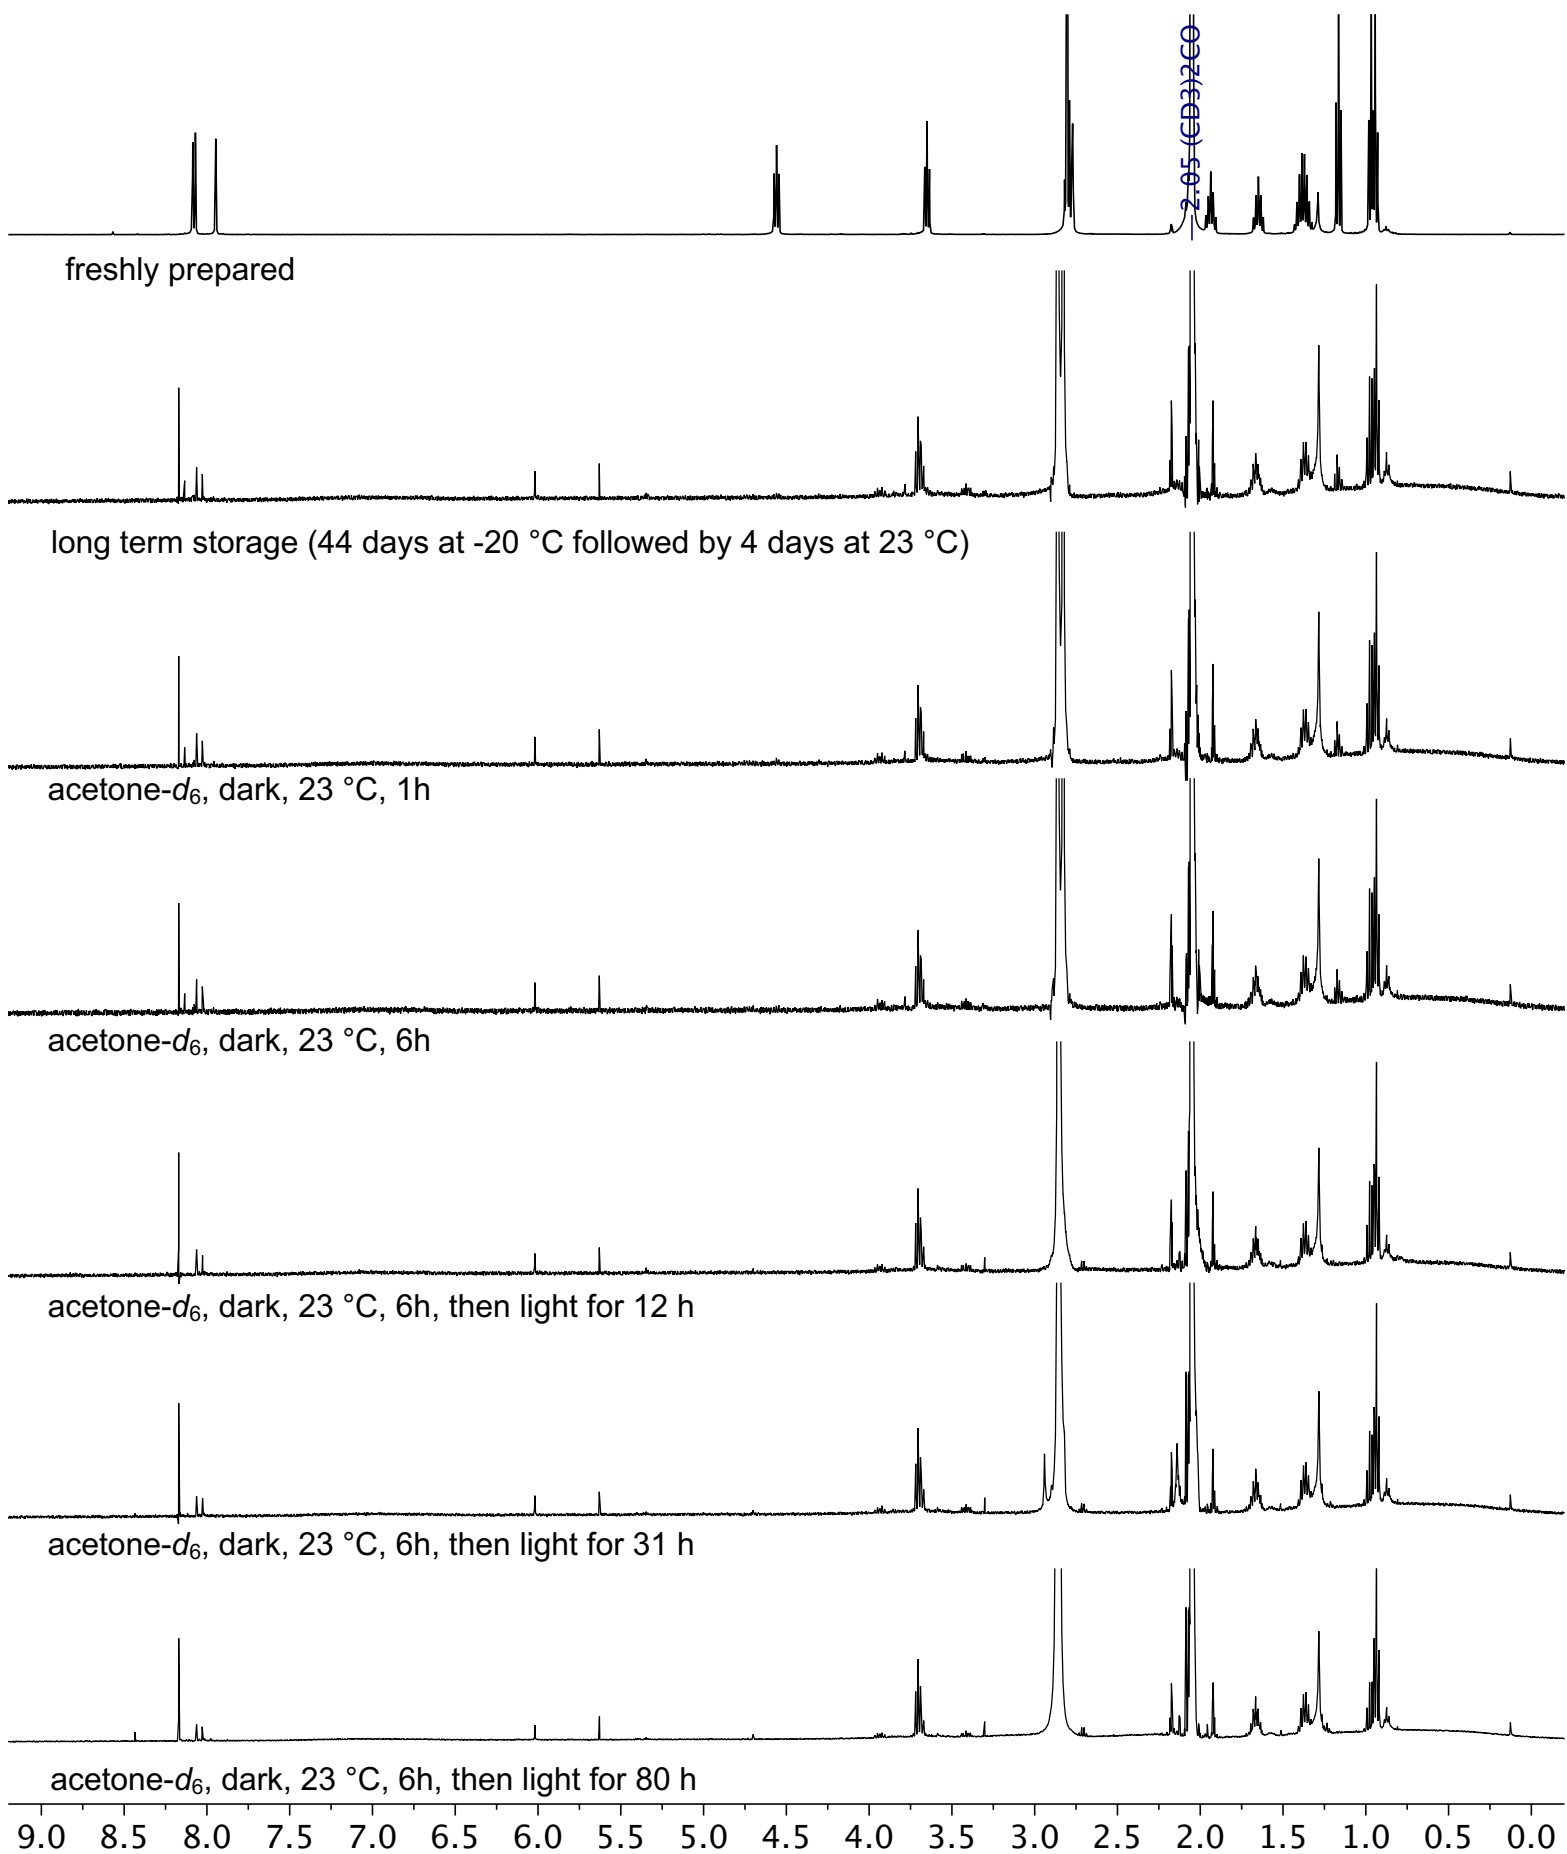 2.05 (CD3)2CO
freshly prepared
long term storage (44 days at -20 °C followed by 4 days at 23 °C)
acetone-d₆, dark, 23 °C, 1h
acetone-d₆, dark, 23 °C, 6h
acetone-d₆, dark, 23 °C, 6h, then light for 12 h
acetone-d₆, dark, 23 °C, 6h, then light for 31 h
acetone-d₆, dark, 23 °C, 6h, then light for 80 h
9.0 8.5 8.0 7.5 7.0 6.5 6.0 5.5 5.0 4.5 4.0 3.5 3.0 2.5 2.0 1.5 1.0 0.5 0.0